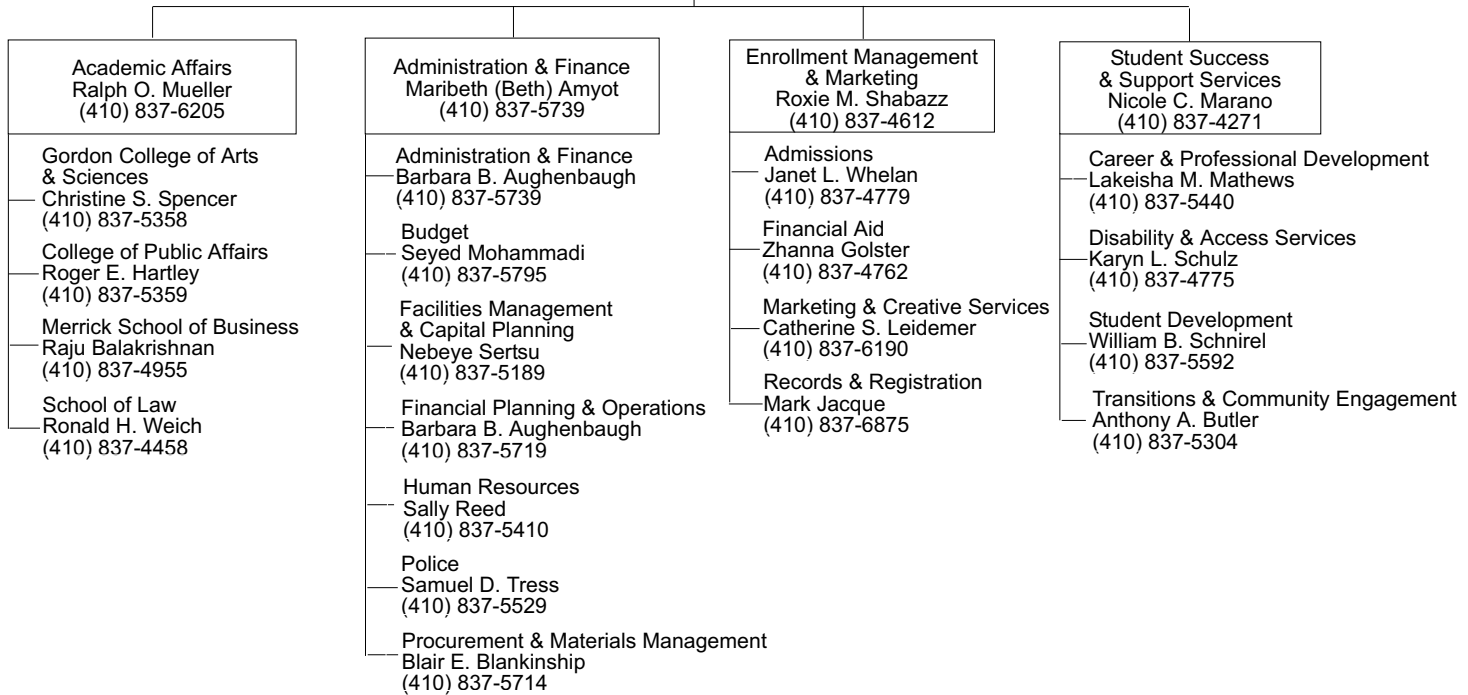 Academic Affairs
Ralph O. Mueller
(410) 837-6205
Gordon College of Arts
& Sciences
Christine S. Spencer
(410) 837-5358
College of Public Affairs
Roger E. Hartley
(410) 837-5359
Merrick School of Business
Raju Balakrishnan
(410) 837-4955
School of Law
Ronald H. Weich
(410) 837-4458
Administration & Finance
Maribeth (Beth) Amyot
(410) 837-5739
Administration & Finance
Barbara B. Aughenbaugh
(410) 837-5739
Budget
Seyed Mohammadi
(410) 837-5795
Facilities Management
& Capital Planning
Nebeye Sertsu
(410) 837-5189
Financial Planning & Operations
Barbara B. Aughenbaugh
(410) 837-5719
Human Resources
Sally Reed
(410) 837-5410
Police
Samuel D. Tress
(410) 837-5529
Procurement & Materials Management
Blair E. Blankinship
(410) 837-5714
Enrollment Management
& Marketing
Roxie M. Shabazz
(410) 837-4612
Admissions
Janet L. Whelan
(410) 837-4779
Financial Aid
Zhanna Golster
(410) 837-4762
Marketing & Creative Services
Catherine S. Leidemer
(410) 837-6190
Records & Registration
Mark Jacque
(410) 837-6875
Student Success
& Support Services
Nicole C. Marano
(410) 837-4271
Career & Professional Development
Lakeisha M. Mathews
(410) 837-5440
Disability & Access Services
Karyn L. Schulz
(410) 837-4775
Student Development
William B. Schnirel
(410) 837-5592
Transitions & Community Engagement
Anthony A. Butler
(410) 837-5304